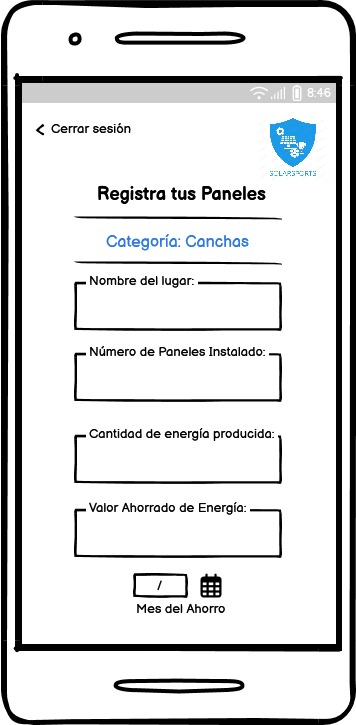 8:46
< Cerrar sesión
SOLARSPORTS
Registra tus Paneles
Categoría: Canchas
Nombre del lugar:
Número de Paneles Instalado:
Cantidad de energía producida:
Valor Ahorrado de Energía:
/
Mes del Ahorro